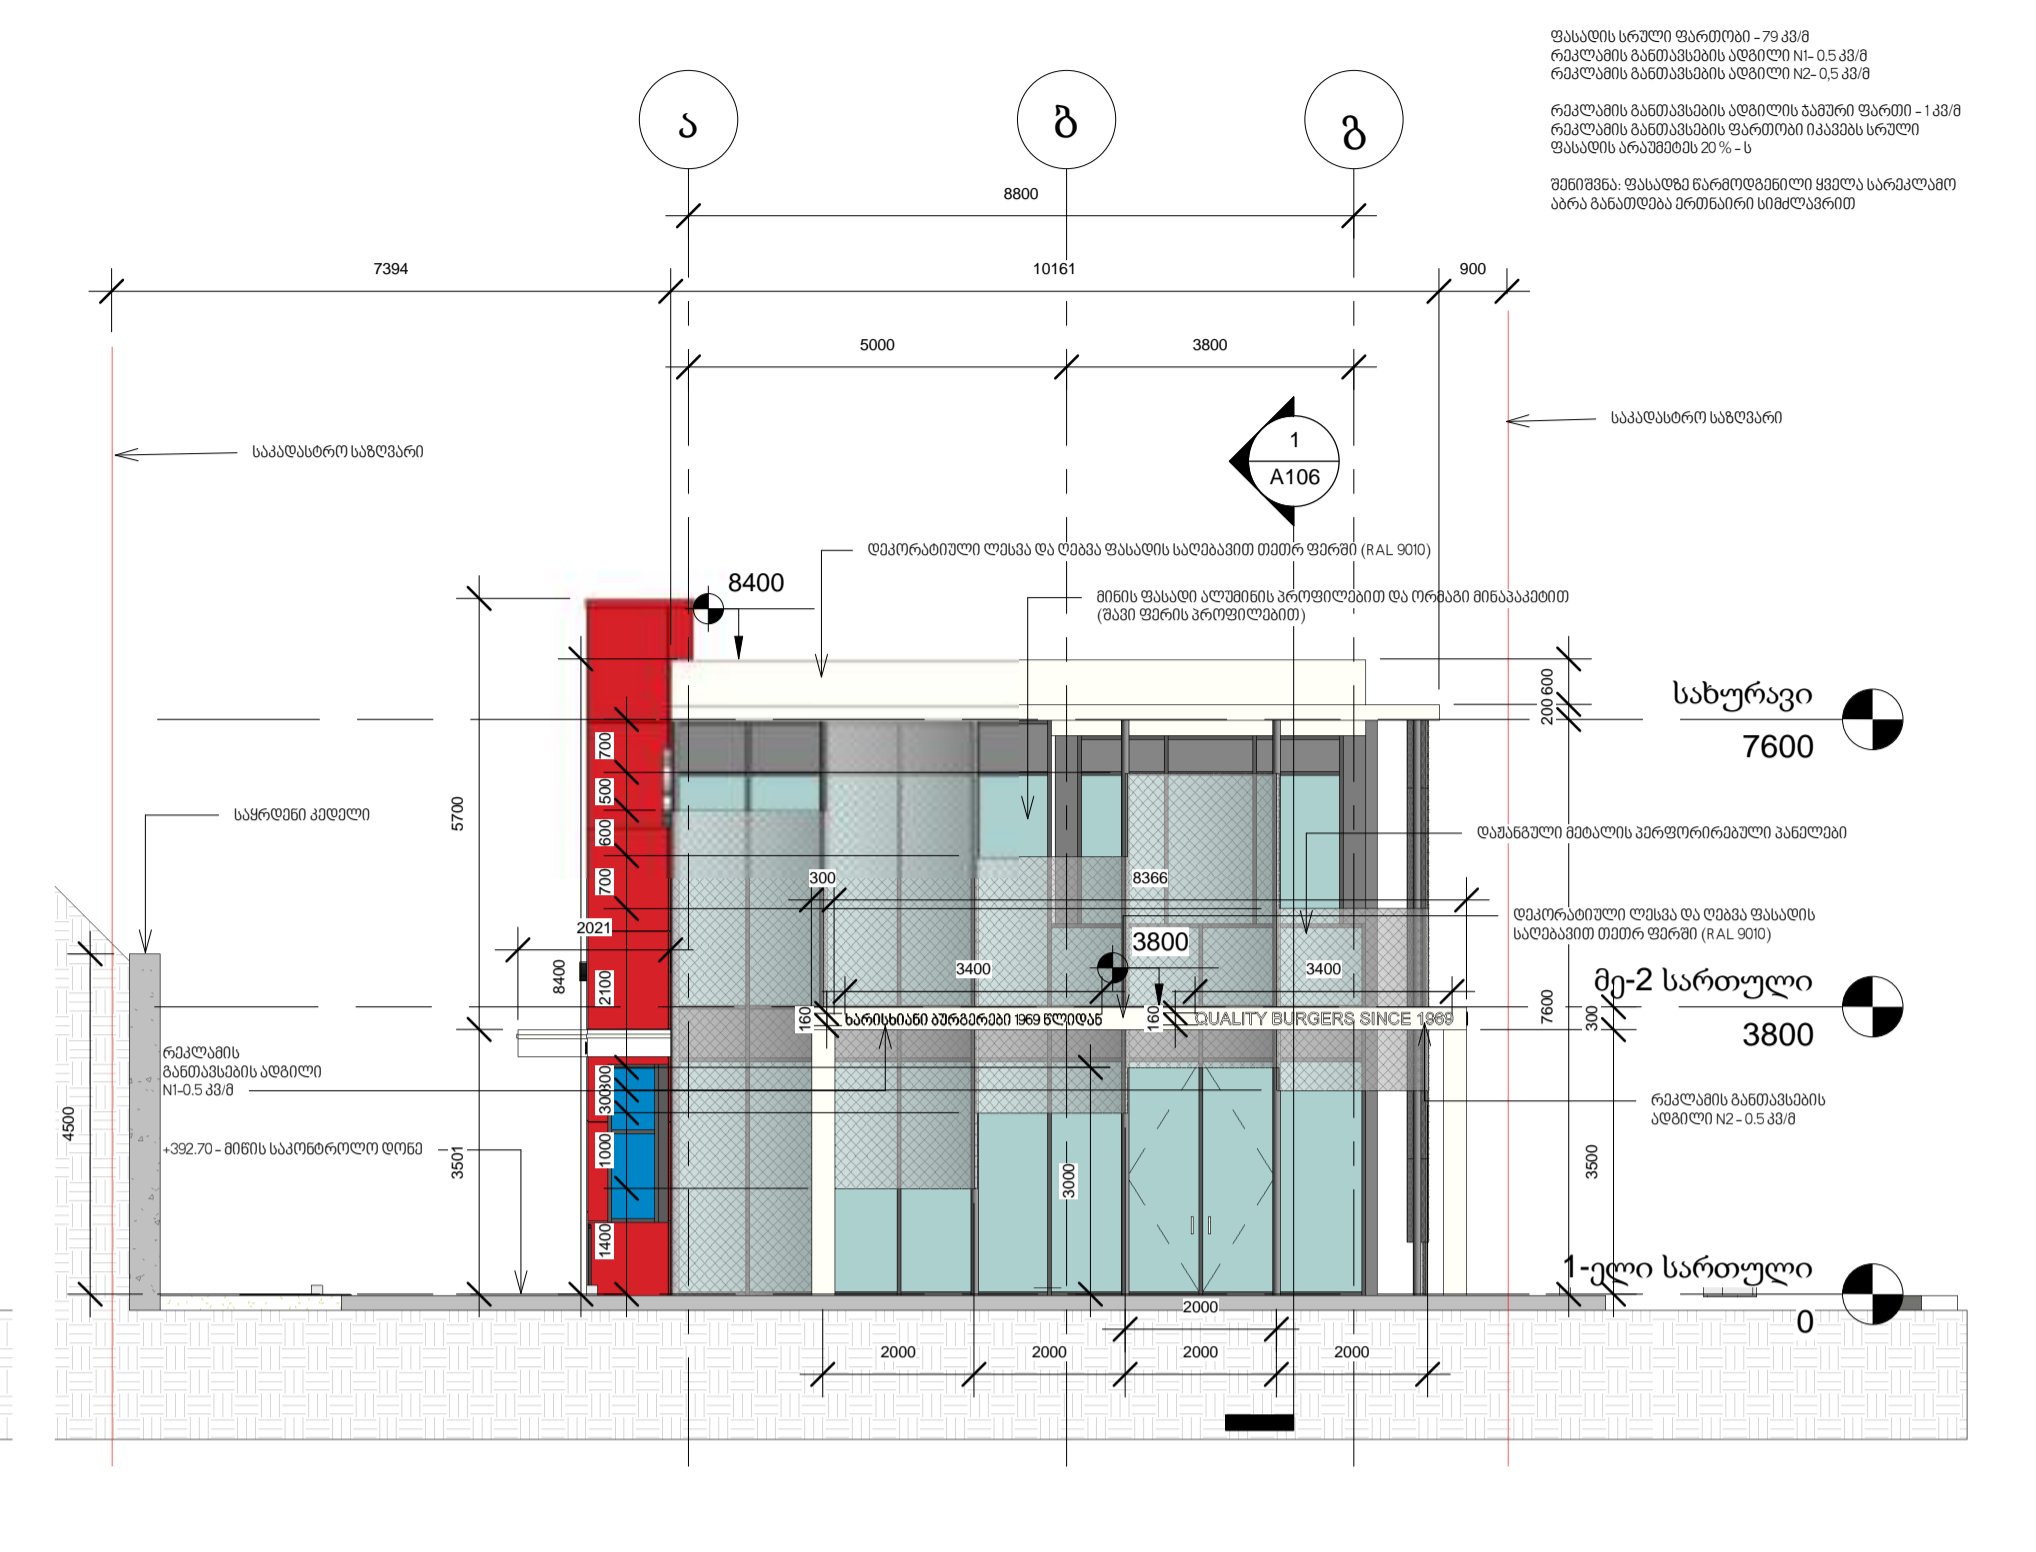 ფასადის სრული ფართობი - 79 კვ/მ
რეკლამის განთავსების ადგილი N1- 0.5 კვ/მ
რეკლამის განთავსების ადგილი N2- 0,5 კვ/მ
რეკლამის განთავსების ადგილის ჯამური ფართი - 1 კვ/მ
რეკლამის განთავსების ფართობი იკავებს სრული
ფასადის არაუმეტეს 20 % - ს
შენიშვნა: ფასადზე წარმოდგენილი ყველა სარეკლამო
აბრა განათდება ერთნაირი სიმძლავრით
ა
ბ
გ
8800
7394
10161
900
5000
3800
საკადასტრო საზღვარი
საკადასტრო საზღვარი
1
A106
დეკორატიული ლესვა და ღებვა ფასადის საღებავით თეთრ ფერში (RAL 9010)
8400
მინის ფასადი ალუმინის პროფილებით და ორმაგი მინაპაკეტით
(შავი ფერის პროფილებით)
სახურავი
7600
200 600
700
500
600
700
2100
5700
საყრდენი კედელი
დაჟანგული მეტალის პერფორირებული პანელები
300
8366
2021
8400
დეკორატიული ლესვა და ღებვა ფასადის
საღებავით თეთრ ფერში (RAL 9010)
3800
3400
3400
მე-2 სართული
3800
160
ხარისხიანი ბურგერები 1969 წლიდან
160
QUALITY BURGERS SINCE 1969
7600
300
რეკლამის
განთავსების ადგილი
N1-0.5 კვ/მ
300
300
რეკლამის განთავსების
ადგილი N2 - 0.5 კვ/მ
4500
+392.70 - მიწის საკონტროლო დონე
3501
1000
3000
3500
1400
1-ელი სართული
0
2000
2000
2000
2000
2000